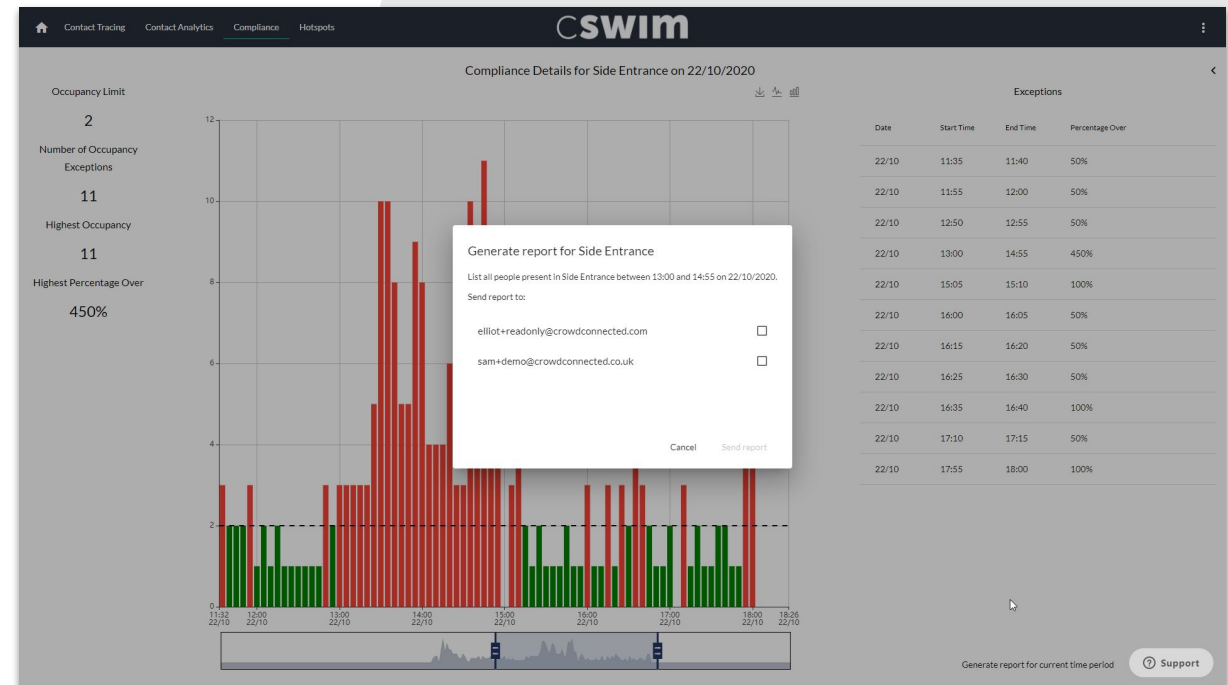 Contact Tracing Contact Analytics Compliance Hotspots
CSWIM
Compliance Details for Side Entrance on 22/10/2020
Occupancy Limit
2
Number of Occupancy
Exceptions
11
Highest Occupancy
11
Highest Percentage Over
450%
12
10
8
6
4
2
0
11:32 12:00 13:00 14:00 15:00 16:00 17:00 18:00 18:26
22/10 22/10 22/10 22/10 22/10 22/10 22/10 22/10 22/10
Generate report for Side Entrance
List all people present in Side Entrance between 13:00 and 14:55 on 22/10/2020.
Send report to:
elliot+readonly@crowdconnected.com
sam+demo@crowdconnected.co.uk
Cancel Send report
Exceptions
Date Start Time End Time Percentage Over
22/10 11:35 11:40 50%
22/10 11:55 12:00 50%
22/10 12:50 12:55 50%
22/10 13:00 14:55 450%
22/10 15:05 15:10 100%
22/10 16:00 16:05 50%
22/10 16:15 16:20 50%
22/10 16:25 16:30 50%
22/10 16:35 16:40 100%
22/10 17:10 17:15 50%
22/10 17:55 18:00 100%
Generate report for current time period
Support